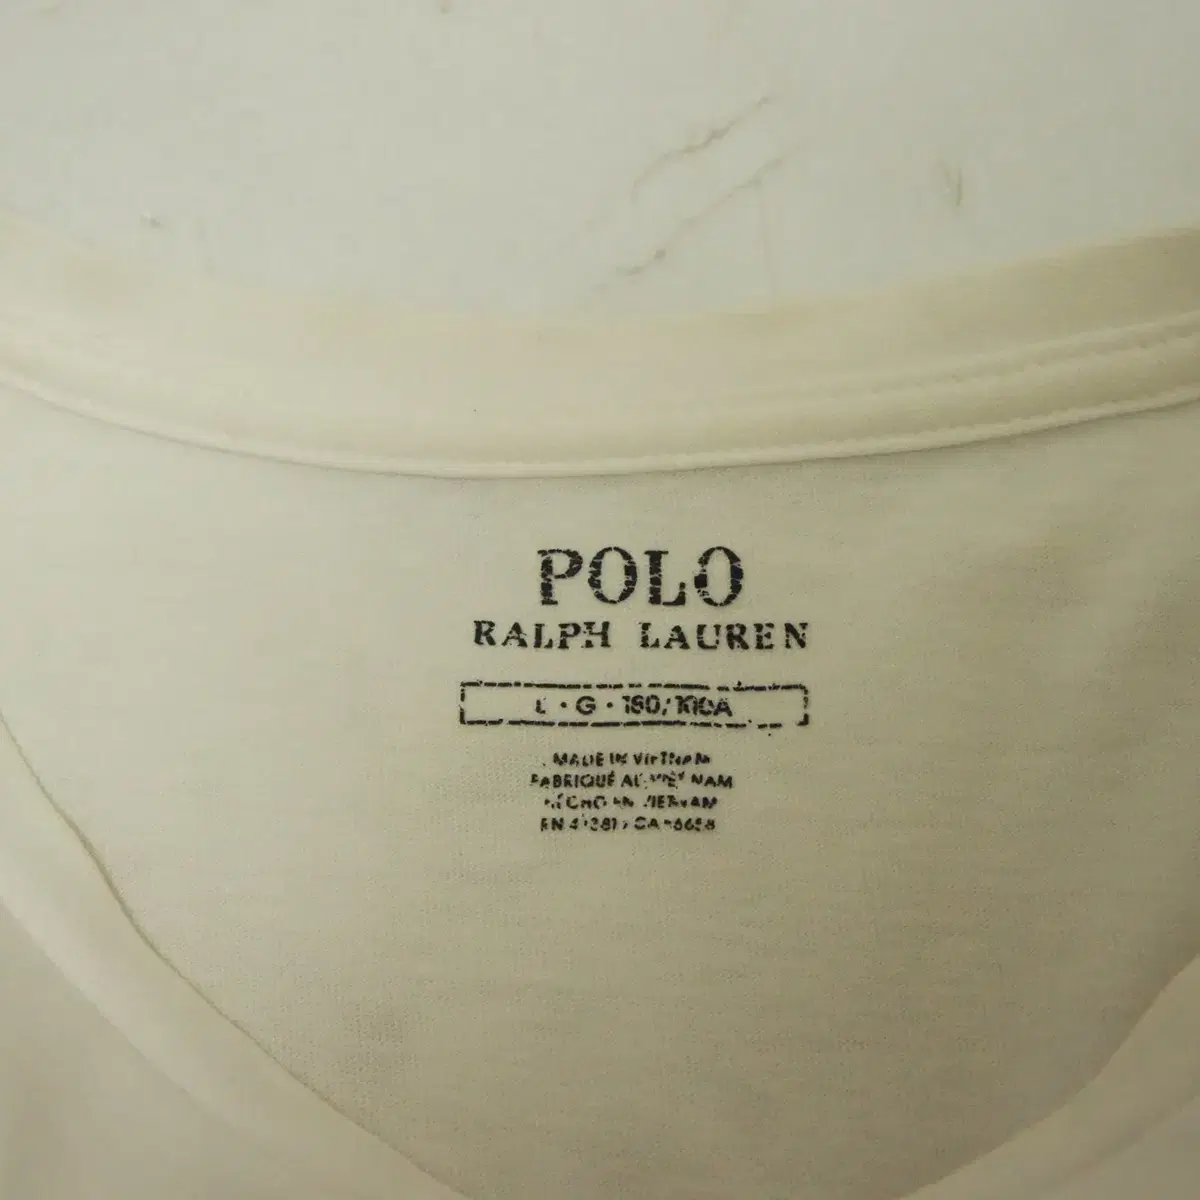 POLO
RALPH LAUREN
L · G · 180/100A
MADE IN VIETNAM
FABRIQUÉ AU VIET NAM
HECHO EN VIETNAM